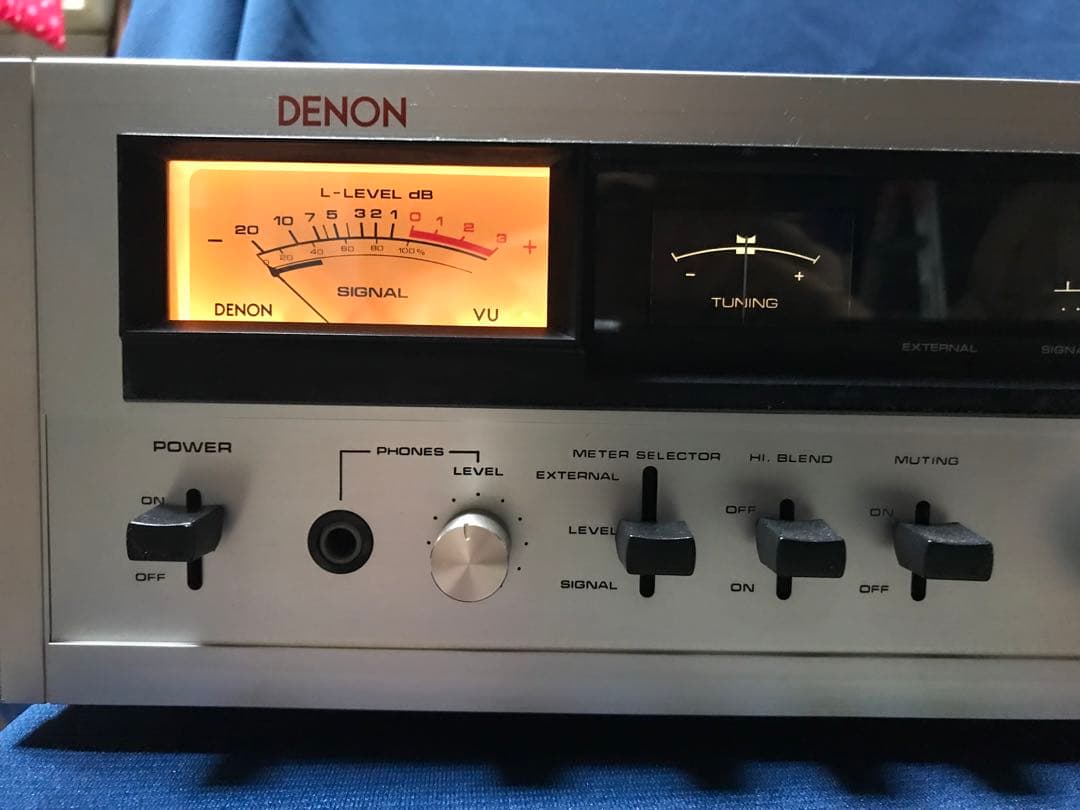 DENON
L-LEVEL dB
- 20 10 7 5 3 2 1 0 1 2 3 +
0 20 40 60 80 100%
SIGNAL
DENON VU
- +
TUNING
EXTERNAL
POWER
ON
OFF
PHONES
LEVEL
METER SELECTOR
EXTERNAL
LEVEL
SIGNAL
HI. BLEND
OFF
ON
MUTING
ON
OFF